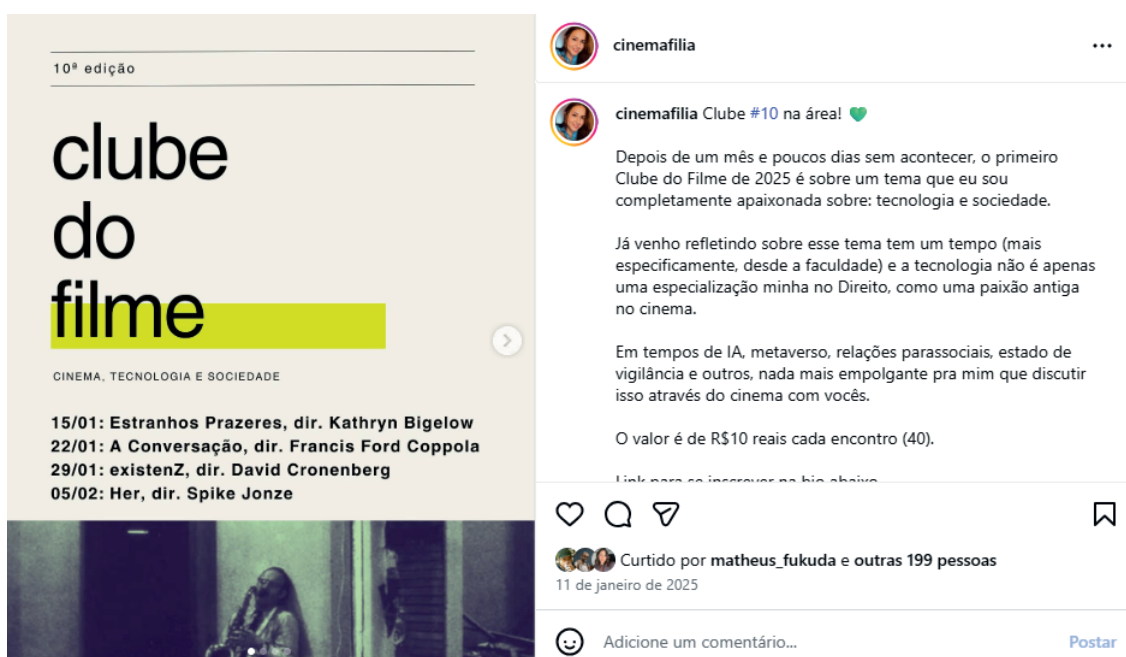 10ª edição
clube
do
filme
CINEMA, TECNOLOGIA E SOCIEDADE
15/01: Estranhos Prazeres, dir. Kathryn Bigelow
22/01: A Conversação, dir. Francis Ford Coppola
29/01: existenZ, dir. David Cronenberg
05/02: Her, dir. Spike Jonze
cinemafilia
cinemafilia Clube #10 na área! 💚
Depois de um mês e poucos dias sem acontecer, o primeiro
Clube do Filme de 2025 é sobre um tema que eu sou
completamente apaixonada sobre: tecnologia e sociedade.
Já venho refletindo sobre esse tema tem um tempo (mais
especificamente, desde a faculdade) e a tecnologia não é apenas
uma especialização minha no Direito, como uma paixão antiga
no cinema.
Em tempos de IA, metaverso, relações parassociais, estado de
vigilância e outros, nada mais empolgante pra mim que discutir
isso através do cinema com vocês.
O valor é de R$10 reais cada encontro (40).
Link para se inscrever na bio abaixo
Curtido por matheus_fukuda e outras 199 pessoas
11 de janeiro de 2025
Adicione um comentário...
Postar